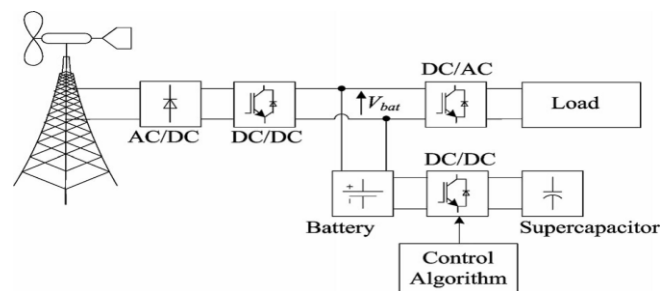 DC/AC
V_bat
Load
AC/DC
DC/DC
DC/DC
Battery
Supercapacitor
Control
Algorithm